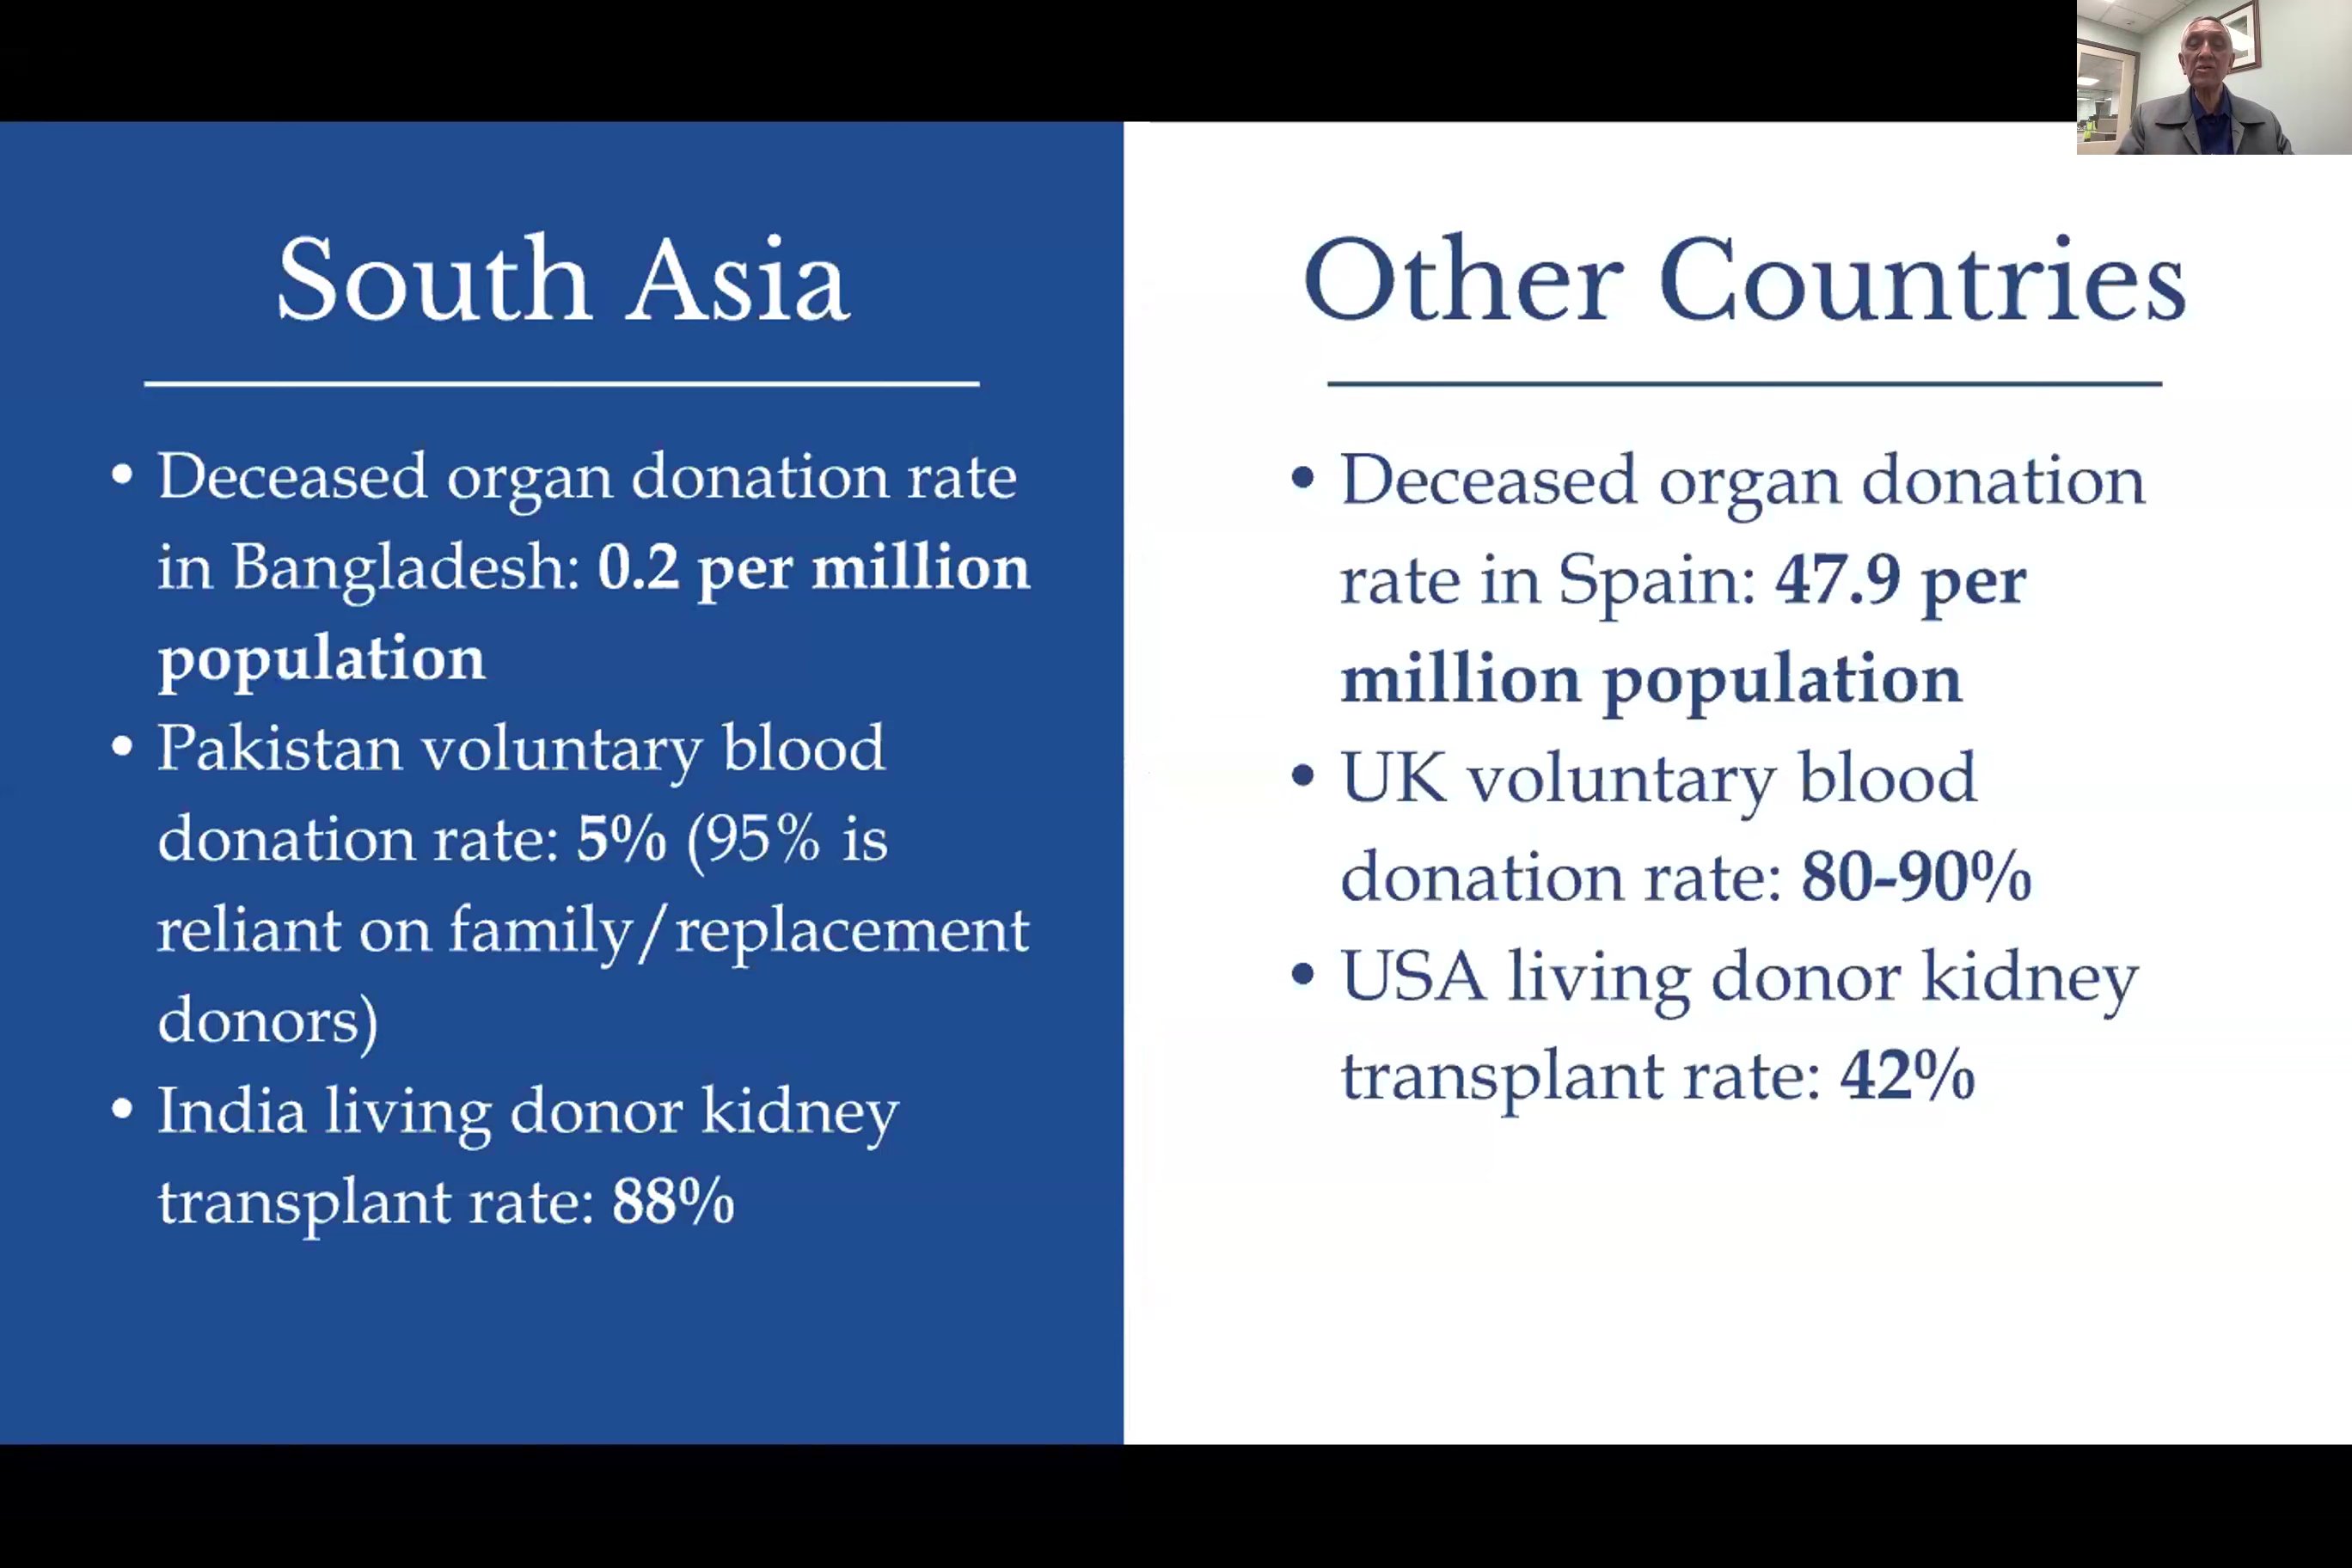 South Asia
• Deceased organ donation rate
in Bangladesh: 0.2 per million
population
• Pakistan voluntary blood
donation rate: 5% (95% is
reliant on family/replacement
donors)
• India living donor kidney
transplant rate: 88%
Other Countries
• Deceased organ donation
rate in Spain: 47.9 per
million population
• UK voluntary blood
donation rate: 80-90%
• USA living donor kidney
transplant rate: 42%